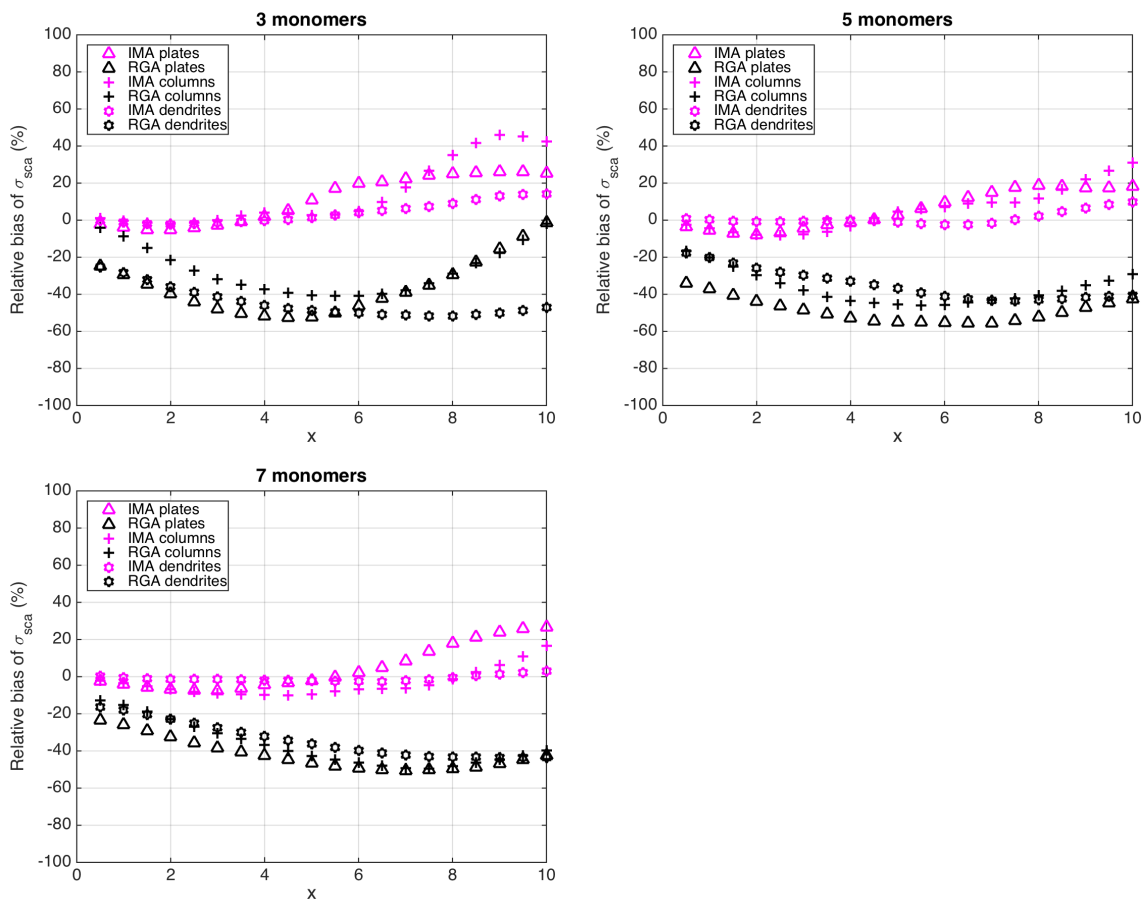 3 monomers
100
80
60
40
20
0
-20
-40
-60
-80
-100
Relative bias of σsca (%)
IMA plates
RGA plates
IMA columns
RGA columns
IMA dendrites
RGA dendrites
0 2 4 6 8 10
x
5 monomers
100
80
60
40
20
0
-20
-40
-60
-80
-100
Relative bias of σsca (%)
IMA plates
RGA plates
IMA columns
RGA columns
IMA dendrites
RGA dendrites
0 2 4 6 8 10
x
7 monomers
100
80
60
40
20
0
-20
-40
-60
-80
-100
Relative bias of σsca (%)
IMA plates
RGA plates
IMA columns
RGA columns
IMA dendrites
RGA dendrites
0 2 4 6 8 10
x